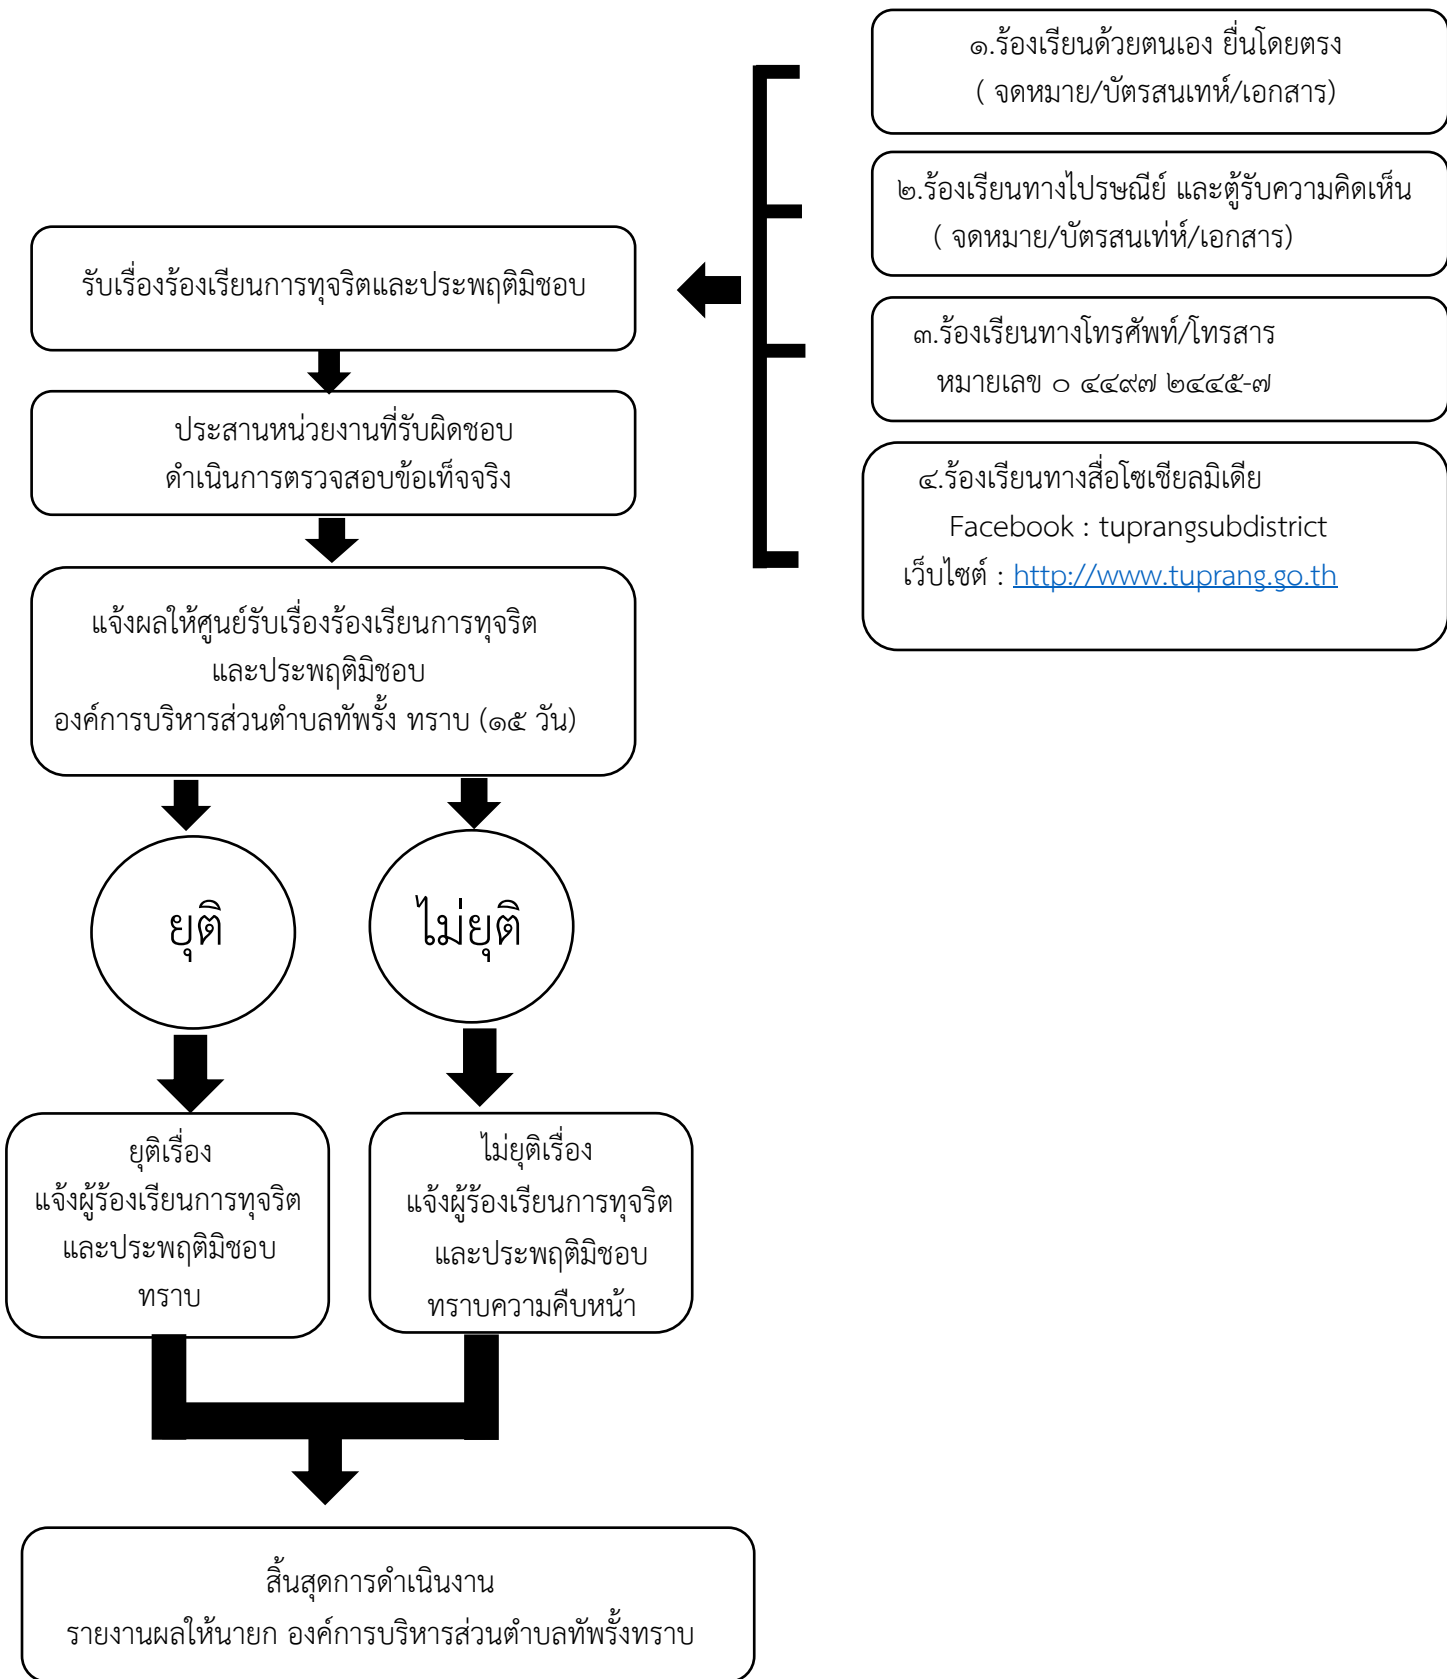 ๑.ร้องเรียนด้วยตนเอง ยื่นโดยตรง
( จดหมาย/บัตรสนเทห์/เอกสาร)
๒.ร้องเรียนทางไปรษณีย์ และตู้รับความคิดเห็น
( จดหมาย/บัตรสนเท่ห์/เอกสาร)
๓.ร้องเรียนทางโทรศัพท์/โทรสาร
หมายเลข ๐ ๔๔๙๗ ๒๔๔๕-๗
๔.ร้องเรียนทางสื่อโซเชียลมิเดีย
Facebook : tuprangsubdistrict
เว็บไซต์ : http://www.tuprang.go.th
รับเรื่องร้องเรียนการทุจริตและประพฤติมิชอบ
ประสานหน่วยงานที่รับผิดชอบ
ดำเนินการตรวจสอบข้อเท็จจริง
แจ้งผลให้ศูนย์รับเรื่องร้องเรียนการทุจริต
และประพฤติมิชอบ
องค์การบริหารส่วนตำบลทัพรั้ง ทราบ (๑๕ วัน)
ยุติ
ไม่ยุติ
ยุติเรื่อง
แจ้งผู้ร้องเรียนการทุจริต
และประพฤติมิชอบ
ทราบ
ไม่ยุติเรื่อง
แจ้งผู้ร้องเรียนการทุจริต
และประพฤติมิชอบ
ทราบความคืบหน้า
สิ้นสุดการดำเนินงาน
รายงานผลให้นายก องค์การบริหารส่วนตำบลทัพรั้งทราบ